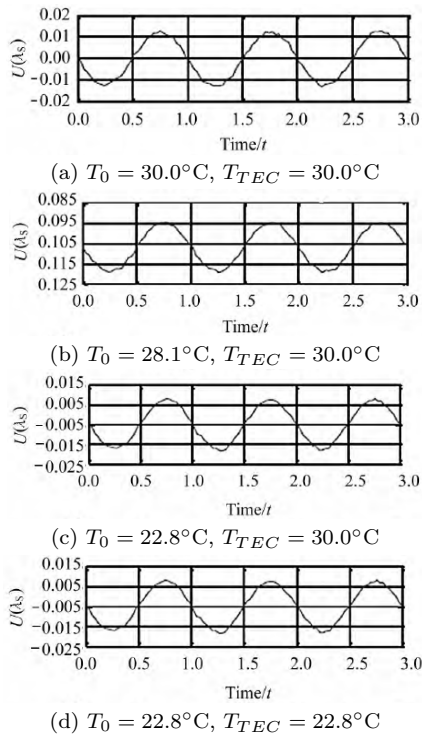 0.02
0.01
0.00
−0.01
−0.02
U(λs)
0.0 0.5 1.0 1.5 2.0 2.5 3.0
Time/t
(a) T0 = 30.0°C, TTEC = 30.0°C
0.085
0.095
0.105
0.115
0.125
U(λs)
0.0 0.5 1.0 1.5 2.0 2.5 3.0
Time/t
(b) T0 = 28.1°C, TTEC = 30.0°C
0.015
0.005
-0.005
−0.015
−0.025
U(λs)
0.0 0.5 1.0 1.5 2.0 2.5 3.0
Time/t
(c) T0 = 22.8°C, TTEC = 30.0°C
0.015
0.005
-0.005
−0.015
−0.025
U(λs)
0.0 0.5 1.0 1.5 2.0 2.5 3.0
Time/t
(d) T0 = 22.8°C, TTEC = 22.8°C